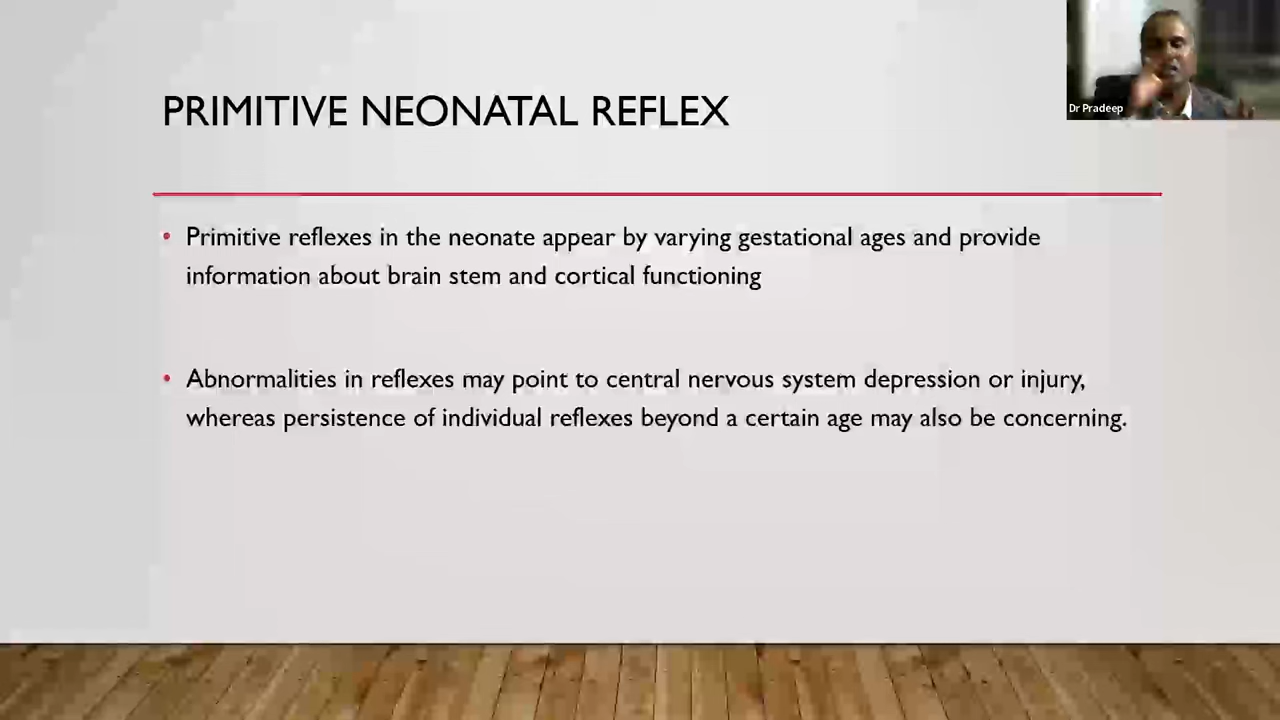 PRIMITIVE NEONATAL REFLEX
Dr Pradeep
• Primitive reflexes in the neonate appear by varying gestational ages and provide
information about brain stem and cortical functioning
• Abnormalities in reflexes may point to central nervous system depression or injury,
whereas persistence of individual reflexes beyond a certain age may also be concerning.